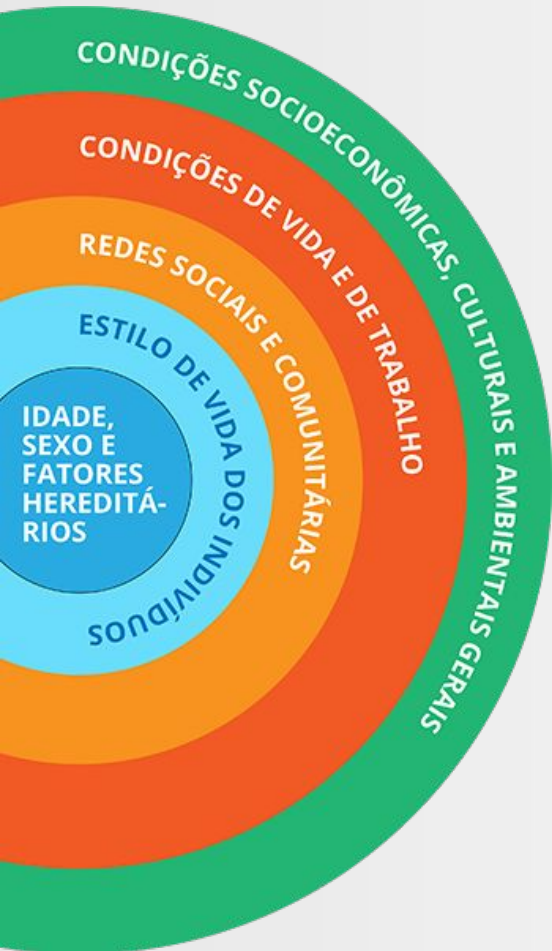 CONDIÇÕES SOCIOECONÔMICAS, CULTURAIS E AMBIENTAIS GERAIS
CONDIÇÕES DE VIDA E DE TRABALHO
REDES SOCIAIS E COMUNITÁRIAS
ESTILO DE VIDA DOS INDIVÍDUOS
IDADE,
SEXO E
FATORES
HEREDITÁ-
RIOS